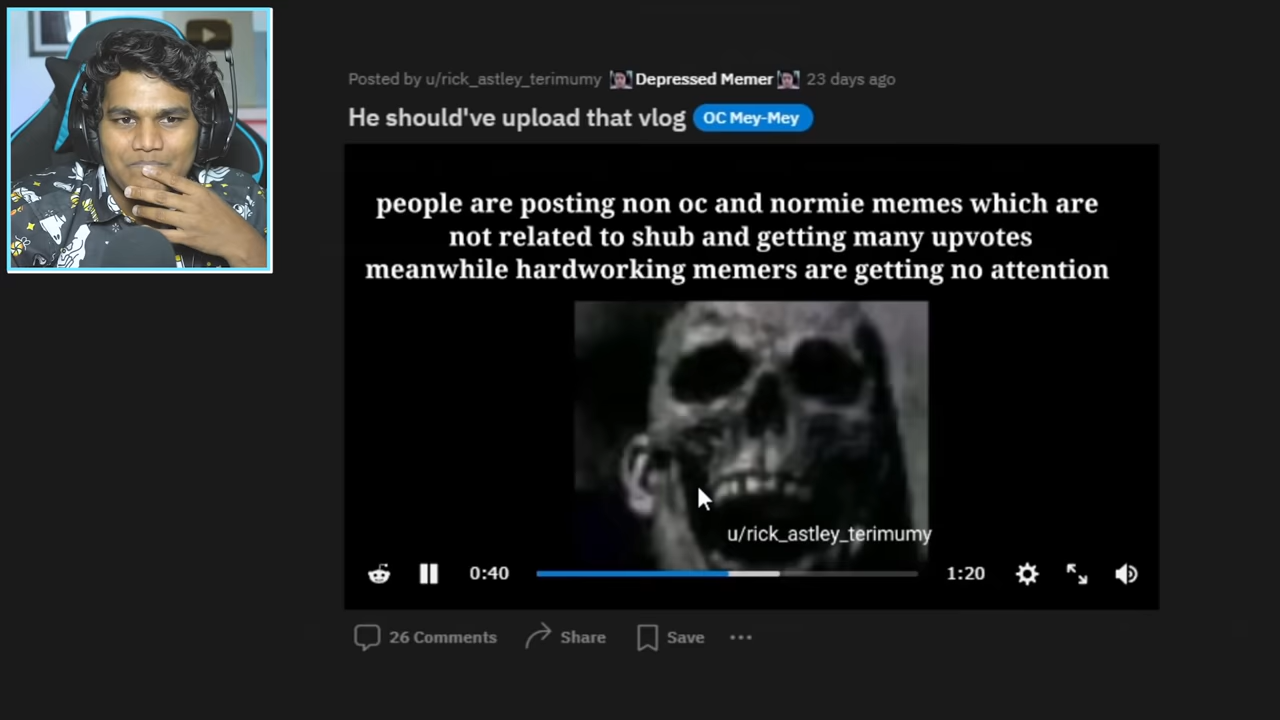 Posted by u/rick_astley_terimumy Depressed Memer 23 days ago
He should've upload that vlog OC Mey-Mey
people are posting non oc and normie memes which are
not related to shub and getting many upvotes
meanwhile hardworking memers are getting no attention
u/rick_astley_terimumy
0:40 1:20
26 Comments Share Save